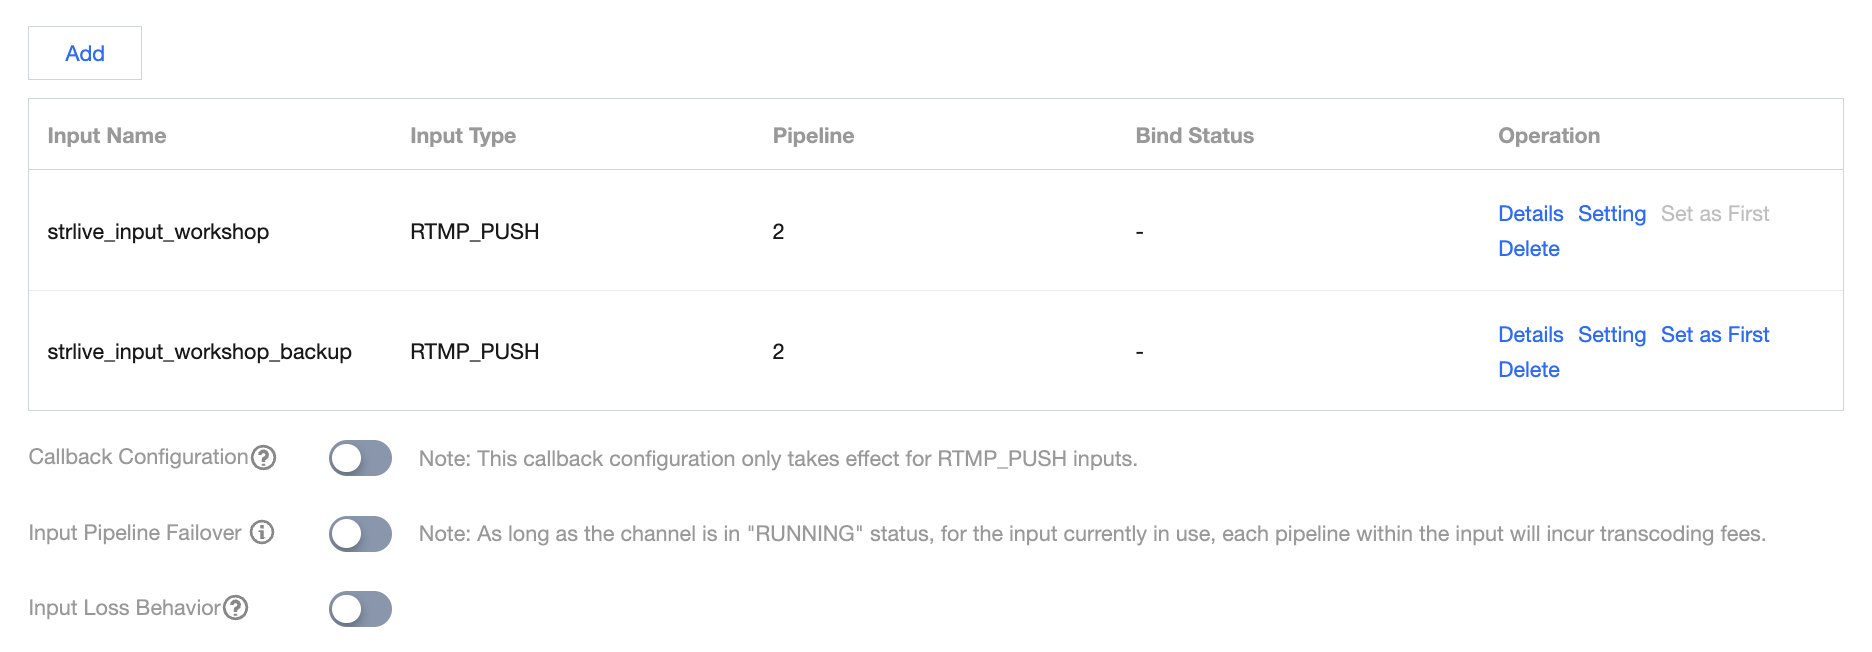 Add
Input Name Input Type Pipeline Bind Status Operation
strlive_input_workshop RTMP_PUSH 2 - Details Setting Set as First
Delete
strlive_input_workshop_backup RTMP_PUSH 2 - Details Setting Set as First
Delete
Callback Configuration Note: This callback configuration only takes effect for RTMP_PUSH inputs.
Input Pipeline Failover Note: As long as the channel is in "RUNNING" status, for the input currently in use, each pipeline within the input will incur transcoding fees.
Input Loss Behavior